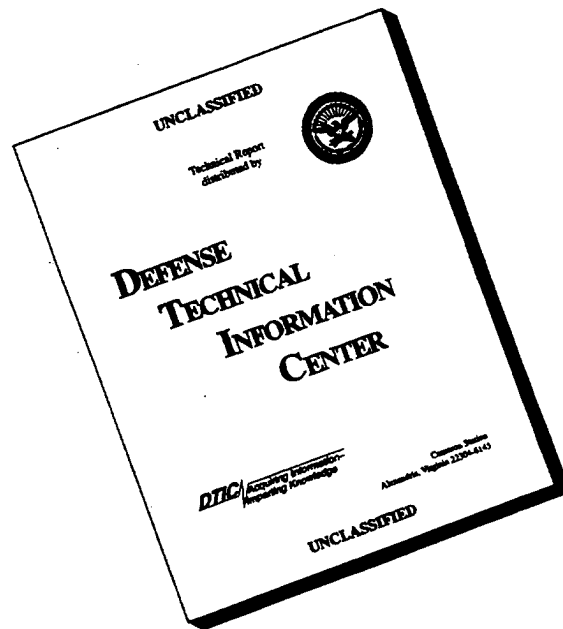 UNCLASSIFIED
Technical Report
distributed by
DEFENSE
TECHNICAL
INFORMATION
CENTER
DTIC
Acquiring Information-
Imparting Knowledge
Cameron Station
Alexandria, Virginia 22304-6145
UNCLASSIFIED